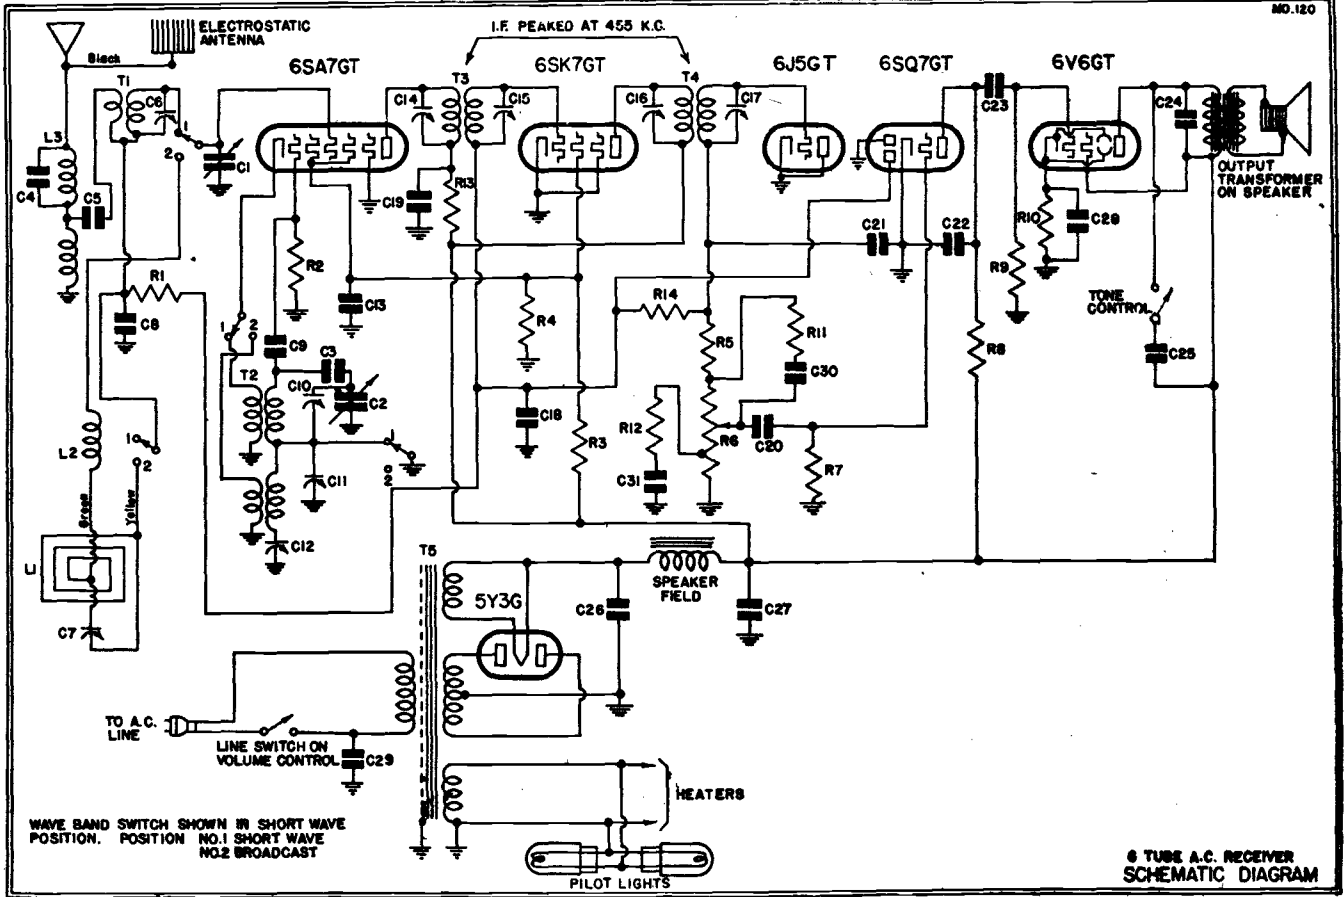 MO.120
ELECTROSTATIC
ANTENNA
I.F. PEAKED AT 455 K.C.
Black
6SA7GT
6SK7GT
6J5GT
6SQ7GT
6V6GT
T1
C6
1
2
C1
L3
C4
C5
T3
C14
C15
C16
T4
C17
C23
C24
OUTPUT
TRANSFORMER
ON SPEAKER
R13
C19
R2
C21
C22
R10
C28
R9
R1
C8
C13
R4
R14
R5
R11
C30
R8
TONE
CONTROL
C25
1
2
C9
C3
C10
C2
T2
C18
R3
R12
R6
C20
R7
C31
L2
1
2
1
2
C11
C12
Green
Yellow
C7
T5
5Y3G
SPEAKER
FIELD
C26
C27
TO A.C.
LINE
LINE SWITCH ON
VOLUME CONTROL
C29
HEATERS
PILOT LIGHTS
WAVE BAND SWITCH SHOWN IN SHORT WAVE
POSITION. POSITION NO.1 SHORT WAVE
NO.2 BROADCAST
6 TUBE A.C. RECEIVER
SCHEMATIC DIAGRAM